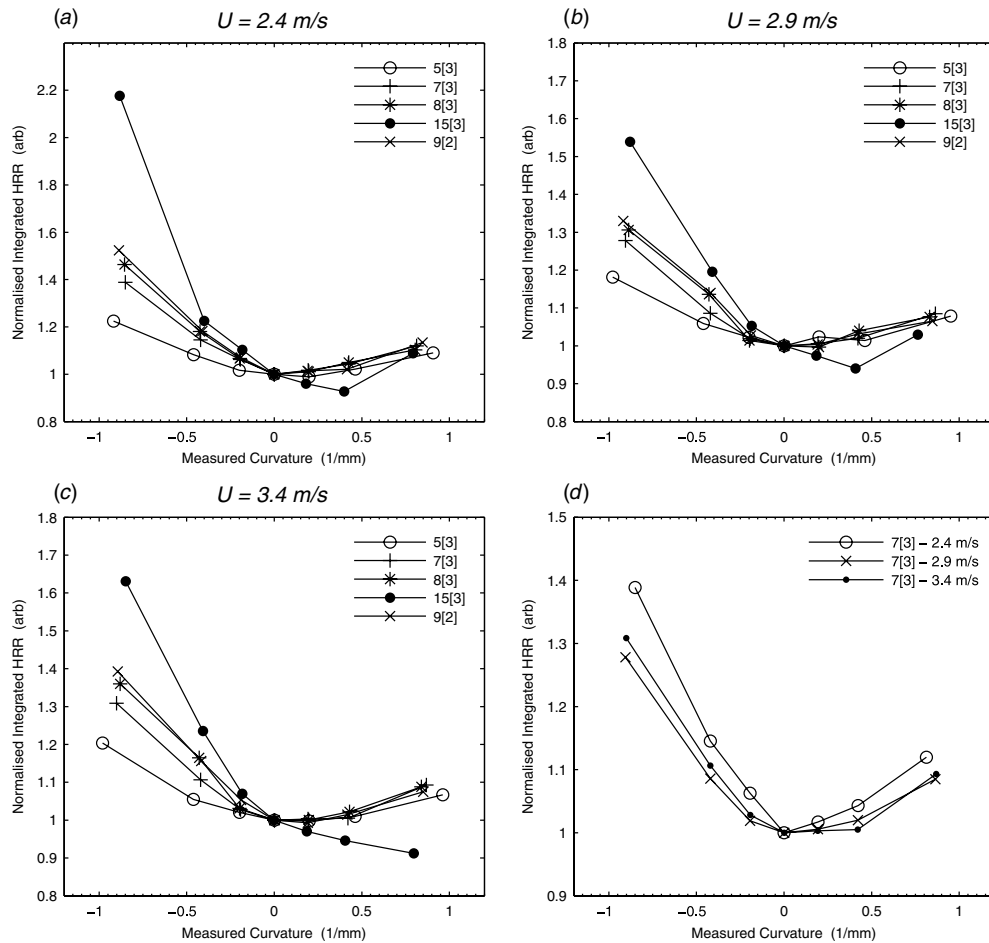 (a) U = 2.4 m/s
Normalised Integrated HRR (arb)
2.2
2
1.8
1.6
1.4
1.2
1
0.8
5[3]
7[3]
8[3]
15[3]
9[2]
−1 −0.5 0 0.5 1
Measured Curvature (1/mm)
(b) U = 2.9 m/s
Normalised Integrated HRR (arb)
1.8
1.7
1.6
1.5
1.4
1.3
1.2
1.1
1
0.9
0.8
5[3]
7[3]
8[3]
15[3]
9[2]
−1 −0.5 0 0.5 1
Measured Curvature (1/mm)
(c) U = 3.4 m/s
Normalised Integrated HRR (arb)
1.8
1.7
1.6
1.5
1.4
1.3
1.2
1.1
1
0.9
0.8
5[3]
7[3]
8[3]
15[3]
9[2]
−1 −0.5 0 0.5 1
Measured Curvature (1/mm)
(d)
Normalised Integrated HRR (arb)
1.5
1.4
1.3
1.2
1.1
1
0.9
7[3] − 2.4 m/s
7[3] − 2.9 m/s
7[3] − 3.4 m/s
−1 −0.5 0 0.5 1
Measured Curvature (1/mm)